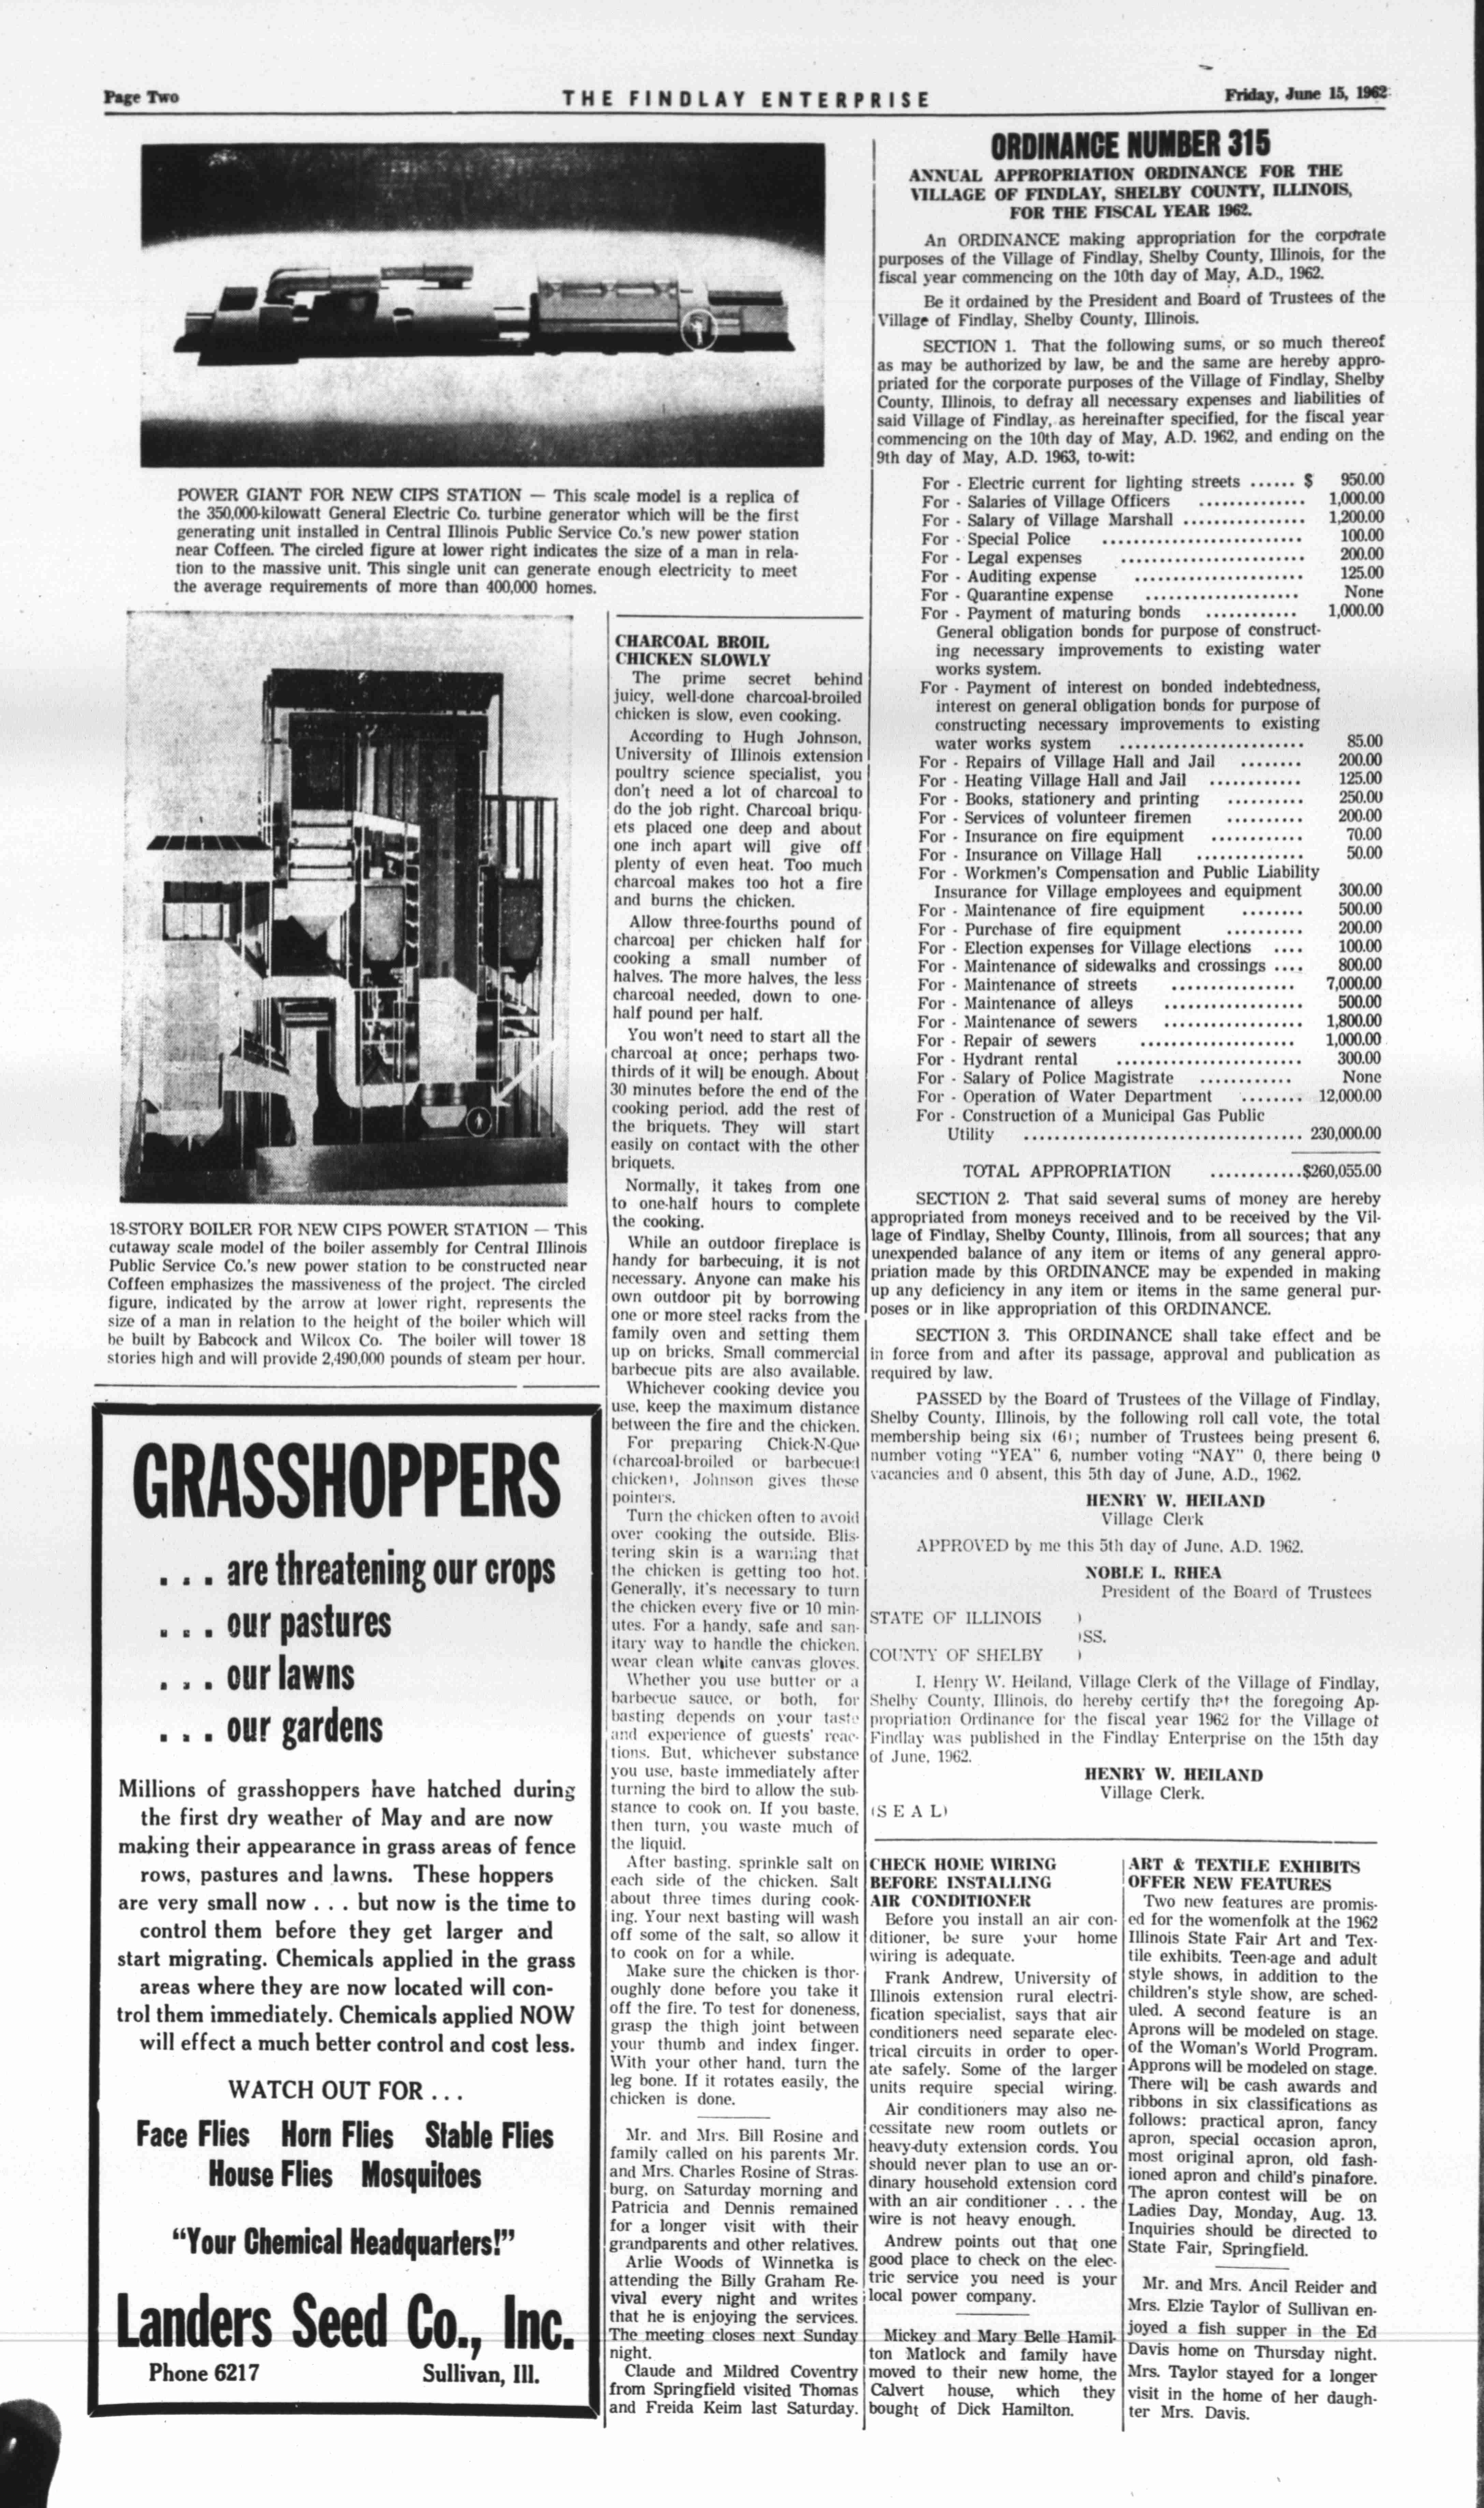 Page Two
THE FINDLAY ENTERPRISE
Friday, June 15, 1962
POWER GIANT FOR NEW CIPS STATION — This scale model is a replica of
the 350,000-kilowatt General Electric Co. turbine generator which will be the first
generating unit installed in Central Illinois Public Service Co.'s new power station
near Coffeen. The circled figure at lower right indicates the size of a man in rela-
tion to the massive unit. This single unit can generate enough electricity to meet
the average requirements of more than 400,000 homes.
18-STORY BOILER FOR NEW CIPS POWER STATION — This
cutaway scale model of the boiler assembly for Central Illinois
Public Service Co.'s new power station to be constructed near
Coffeen emphasizes the massiveness of the project. The circled
figure, indicated by the arrow at lower right, represents the
size of a man in relation to the height of the boiler which will
be built by Babcock and Wilcox Co. The boiler will tower 18
stories high and will provide 2,490,000 pounds of steam per hour.
GRASSHOPPERS
. . . are threatening our crops
. . . our pastures
. . . our lawns
. . . our gardens
Millions of grasshoppers have hatched during
the first dry weather of May and are now
making their appearance in grass areas of fence
rows, pastures and lawns. These hoppers
are very small now . . . but now is the time to
control them before they get larger and
start migrating. Chemicals applied in the grass
areas where they are now located will con-
trol them immediately. Chemicals applied NOW
will effect a much better control and cost less.
WATCH OUT FOR . . .
Face Flies Horn Flies Stable Flies
House Flies Mosquitoes
"Your Chemical Headquarters!"
Landers Seed Co., Inc.
Phone 6217 Sullivan, Ill.
CHARCOAL BROIL
CHICKEN SLOWLY
The prime secret behind
juicy, well-done charcoal-broiled
chicken is slow, even cooking.
According to Hugh Johnson,
University of Illinois extension
poultry science specialist, you
don't need a lot of charcoal to
do the job right. Charcoal briqu-
ets placed one deep and about
one inch apart will give off
plenty of even heat. Too much
charcoal makes too hot a fire
and burns the chicken.
Allow three-fourths pound of
charcoal per chicken half for
cooking a small number of
halves. The more halves, the less
charcoal needed, down to one-
half pound per half.
You won't need to start all the
charcoal at once; perhaps two-
thirds of it will be enough. About
30 minutes before the end of the
cooking period, add the rest of
the briquets. They will start
easily on contact with the other
briquets.
Normally, it takes from one
to one-half hours to complete
the cooking.
While an outdoor fireplace is
handy for barbecuing, it is not
necessary. Anyone can make his
own outdoor pit by borrowing
one or more steel racks from the
family oven and setting them
up on bricks. Small commercial
barbecue pits are also available.
Whichever cooking device you
use, keep the maximum distance
between the fire and the chicken.
For preparing Chick-N-Que
(charcoal-broiled or barbecued
chicken), Johnson gives these
pointers.
Turn the chicken often to avoid
over cooking the outside. Blis-
tering skin is a warning that
the chicken is getting too hot.
Generally, it's necessary to turn
the chicken every five or 10 min-
utes. For a handy, safe and san-
itary way to handle the chicken,
wear clean white canvas gloves.
Whether you use butter or a
barbecue sauce, or both, for
basting depends on your taste
and experience of guests' reac-
tions. But, whichever substance
you use, baste immediately after
turning the bird to allow the sub-
stance to cook on. If you baste,
then turn, you waste much of
the liquid.
After basting, sprinkle salt on
each side of the chicken. Salt
about three times during cook-
ing. Your next basting will wash
off some of the salt, so allow it
to cook on for a while.
Make sure the chicken is thor-
oughly done before you take it
off the fire. To test for doneness,
grasp the thigh joint between
your thumb and index finger.
With your other hand, turn the
leg bone. If it rotates easily, the
chicken is done.
Mr. and Mrs. Bill Rosine and
family called on his parents Mr.
and Mrs. Charles Rosine of Stras-
burg, on Saturday morning and
Patricia and Dennis remained
for a longer visit with their
grandparents and other relatives.
Arlie Woods of Winnetka is
attending the Billy Graham Re-
vival every night and writes
that he is enjoying the services.
The meeting closes next Sunday
night.
Claude and Mildred Coventry
from Springfield visited Thomas
and Freida Keim last Saturday.
ORDINANCE NUMBER 315
ANNUAL APPROPRIATION ORDINANCE FOR THE
VILLAGE OF FINDLAY, SHELBY COUNTY, ILLINOIS,
FOR THE FISCAL YEAR 1962.
An ORDINANCE making appropriation for the corporate
purposes of the Village of Findlay, Shelby County, Illinois, for the
fiscal year commencing on the 10th day of May, A.D., 1962.
Be it ordained by the President and Board of Trustees of the
Village of Findlay, Shelby County, Illinois.
SECTION 1. That the following sums, or so much thereof
as may be authorized by law, be and the same are hereby appro-
priated for the corporate purposes of the Village of Findlay, Shelby
County, Illinois, to defray all necessary expenses and liabilities of
said Village of Findlay, as hereinafter specified, for the fiscal year
commencing on the 10th day of May, A.D. 1962, and ending on the
9th day of May, A.D. 1963, to-wit:
For - Electric current for lighting streets ...... $ 950.00
For - Salaries of Village Officers .............. 1,000.00
For - Salary of Village Marshall ................ 1,200.00
For - Special Police .......................... 100.00
For - Legal expenses ........................ 200.00
For - Auditing expense ...................... 125.00
For - Quarantine expense .................... None
For - Payment of maturing bonds ............ 1,000.00
General obligation bonds for purpose of construct-
ing necessary improvements to existing water
works system.
For - Payment of interest on bonded indebtedness,
interest on general obligation bonds for purpose of
constructing necessary improvements to existing
water works system ........................ 85.00
For - Repairs of Village Hall and Jail ........ 200.00
For - Heating Village Hall and Jail ............ 125.00
For - Books, stationery and printing .......... 250.00
For - Services of volunteer firemen .......... 200.00
For - Insurance on fire equipment ............ 70.00
For - Insurance on Village Hall .............. 50.00
For - Workmen's Compensation and Public Liability
Insurance for Village employees and equipment 300.00
For - Maintenance of fire equipment ........ 500.00
For - Purchase of fire equipment .......... 200.00
For - Election expenses for Village elections .... 100.00
For - Maintenance of sidewalks and crossings .... 800.00
For - Maintenance of streets ................ 7,000.00
For - Maintenance of alleys .................. 500.00
For - Maintenance of sewers .................. 1,800.00
For - Repair of sewers .................... 1,000.00
For - Hydrant rental ........................ 300.00
For - Salary of Police Magistrate ............ None
For - Operation of Water Department ........ 12,000.00
For - Construction of a Municipal Gas Public
Utility .................................... 230,000.00
TOTAL APPROPRIATION ............$260,055.00
SECTION 2. That said several sums of money are hereby
appropriated from moneys received and to be received by the Vil-
lage of Findlay, Shelby County, Illinois, from all sources; that any
unexpended balance of any item or items of any general appro-
priation made by this ORDINANCE may be expended in making
up any deficiency in any item or items in the same general pur-
poses or in like appropriation of this ORDINANCE.
SECTION 3. This ORDINANCE shall take effect and be
in force from and after its passage, approval and publication as
required by law.
PASSED by the Board of Trustees of the Village of Findlay,
Shelby County, Illinois, by the following roll call vote, the total
membership being six (6); number of Trustees being present 6,
number voting "YEA" 6, number voting "NAY" 0, there being 0
vacancies and 0 absent, this 5th day of June, A.D., 1962.
HENRY W. HEILAND
Village Clerk
APPROVED by me this 5th day of June, A.D. 1962.
NOBLE L. RHEA
President of the Board of Trustees
STATE OF ILLINOIS )
)SS.
COUNTY OF SHELBY )
I, Henry W. Heiland, Village Clerk of the Village of Findlay,
Shelby County, Illinois, do hereby certify that the foregoing Ap-
propriation Ordinance for the fiscal year 1962 for the Village of
Findlay was published in the Findlay Enterprise on the 15th day
of June, 1962.
HENRY W. HEILAND
Village Clerk.
(S E A L)
CHECK HOME WIRING
BEFORE INSTALLING
AIR CONDITIONER
Before you install an air con-
ditioner, be sure your home
wiring is adequate.
Frank Andrew, University of
Illinois extension rural electri-
fication specialist, says that air
conditioners need separate elec-
trical circuits in order to oper-
ate safely. Some of the larger
units require special wiring.
Air conditioners may also ne-
cessitate new room outlets or
heavy-duty extension cords. You
should never plan to use an or-
dinary household extension cord
with an air conditioner . . . the
wire is not heavy enough.
Andrew points out that one
good place to check on the elec-
tric service you need is your
local power company.
Mickey and Mary Belle Hamil-
ton Matlock and family have
moved to their new home, the
Calvert house, which they
bought of Dick Hamilton.
ART & TEXTILE EXHIBITS
OFFER NEW FEATURES
Two new features are promis-
ed for the womenfolk at the 1962
Illinois State Fair Art and Tex-
tile exhibits. Teen-age and adult
style shows, in addition to the
children's style show, are sched-
uled. A second feature is an
Aprons will be modeled on stage.
of the Woman's World Program.
Approns will be modeled on stage.
There will be cash awards and
ribbons in six classifications as
follows: practical apron, fancy
apron, special occasion apron,
most original apron, old fash-
ioned apron and child's pinafore.
The apron contest will be on
Ladies Day, Monday, Aug. 13.
Inquiries should be directed to
State Fair, Springfield.
Mr. and Mrs. Ancil Reider and
Mrs. Elzie Taylor of Sullivan en-
joyed a fish supper in the Ed
Davis home on Thursday night.
Mrs. Taylor stayed for a longer
visit in the home of her daugh-
ter Mrs. Davis.